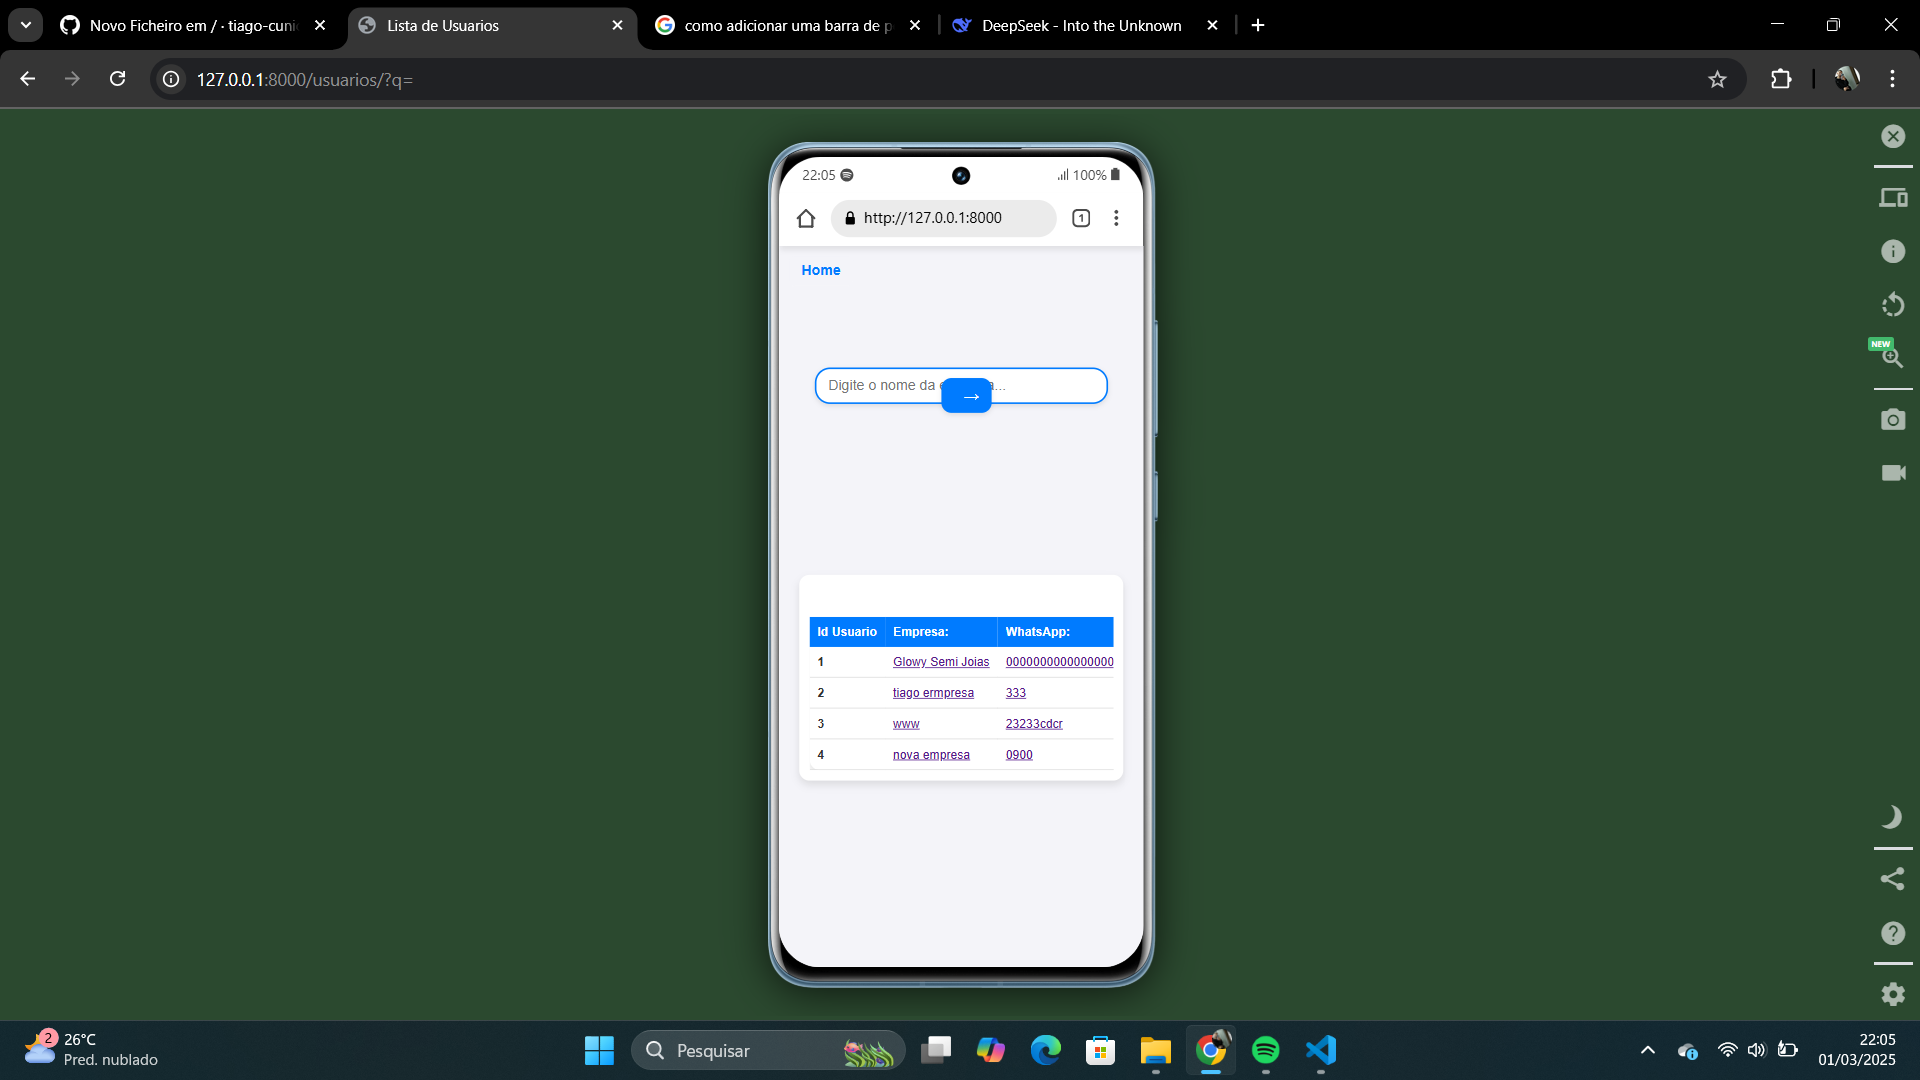 Novo Ficheiro em / · tiago-cuni
Lista de Usuarios
como adicionar uma barra de p
DeepSeek - Into the Unknown
127.0.0.1:8000/usuarios/?q=
22:05
100%
http://127.0.0.1:8000
1
Home
Digite o nome da e a...
→
Id Usuario Empresa: WhatsApp:
1 Glowy Semi Joias 0000000000000000
2 tiago ermpresa 333
3 www 23233cdcr
4 nova empresa 0900
NEW
2
26°C
Pred. nublado
Pesquisar
22:05
01/03/2025